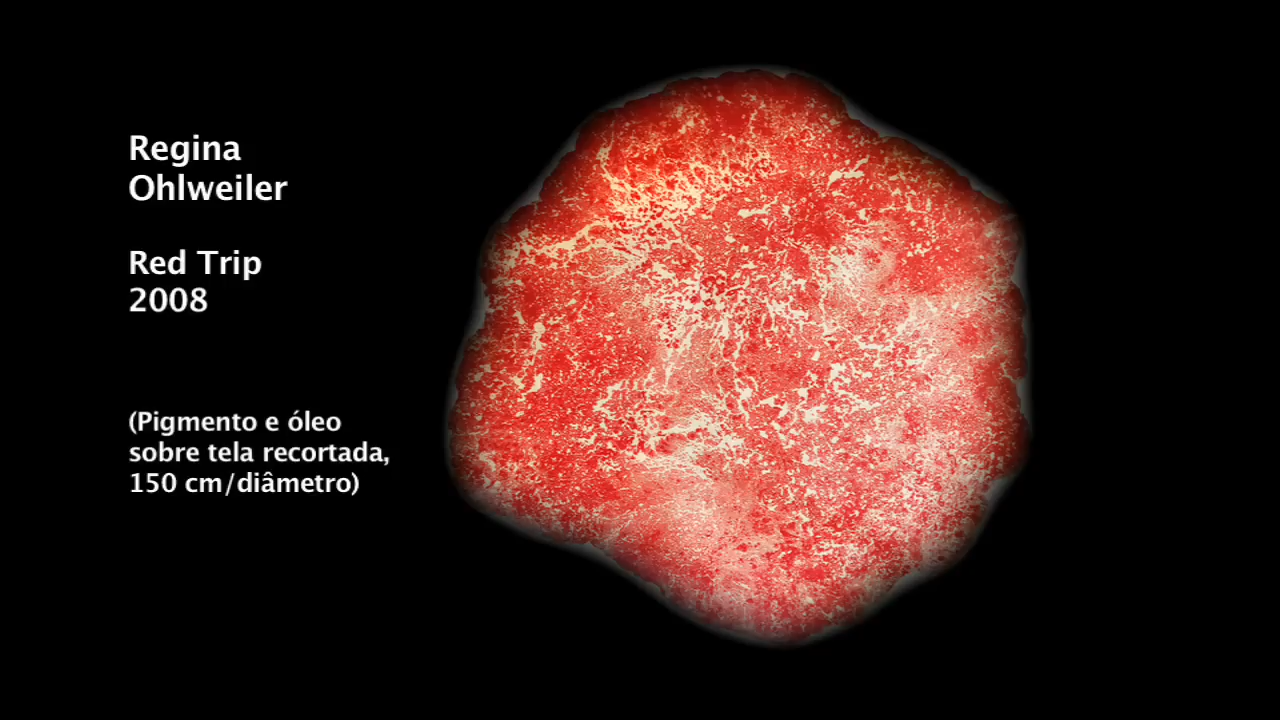 Regina
Ohlweiler
Red Trip
2008
(Pigmento e óleo
sobre tela recortada,
150 cm/diâmetro)